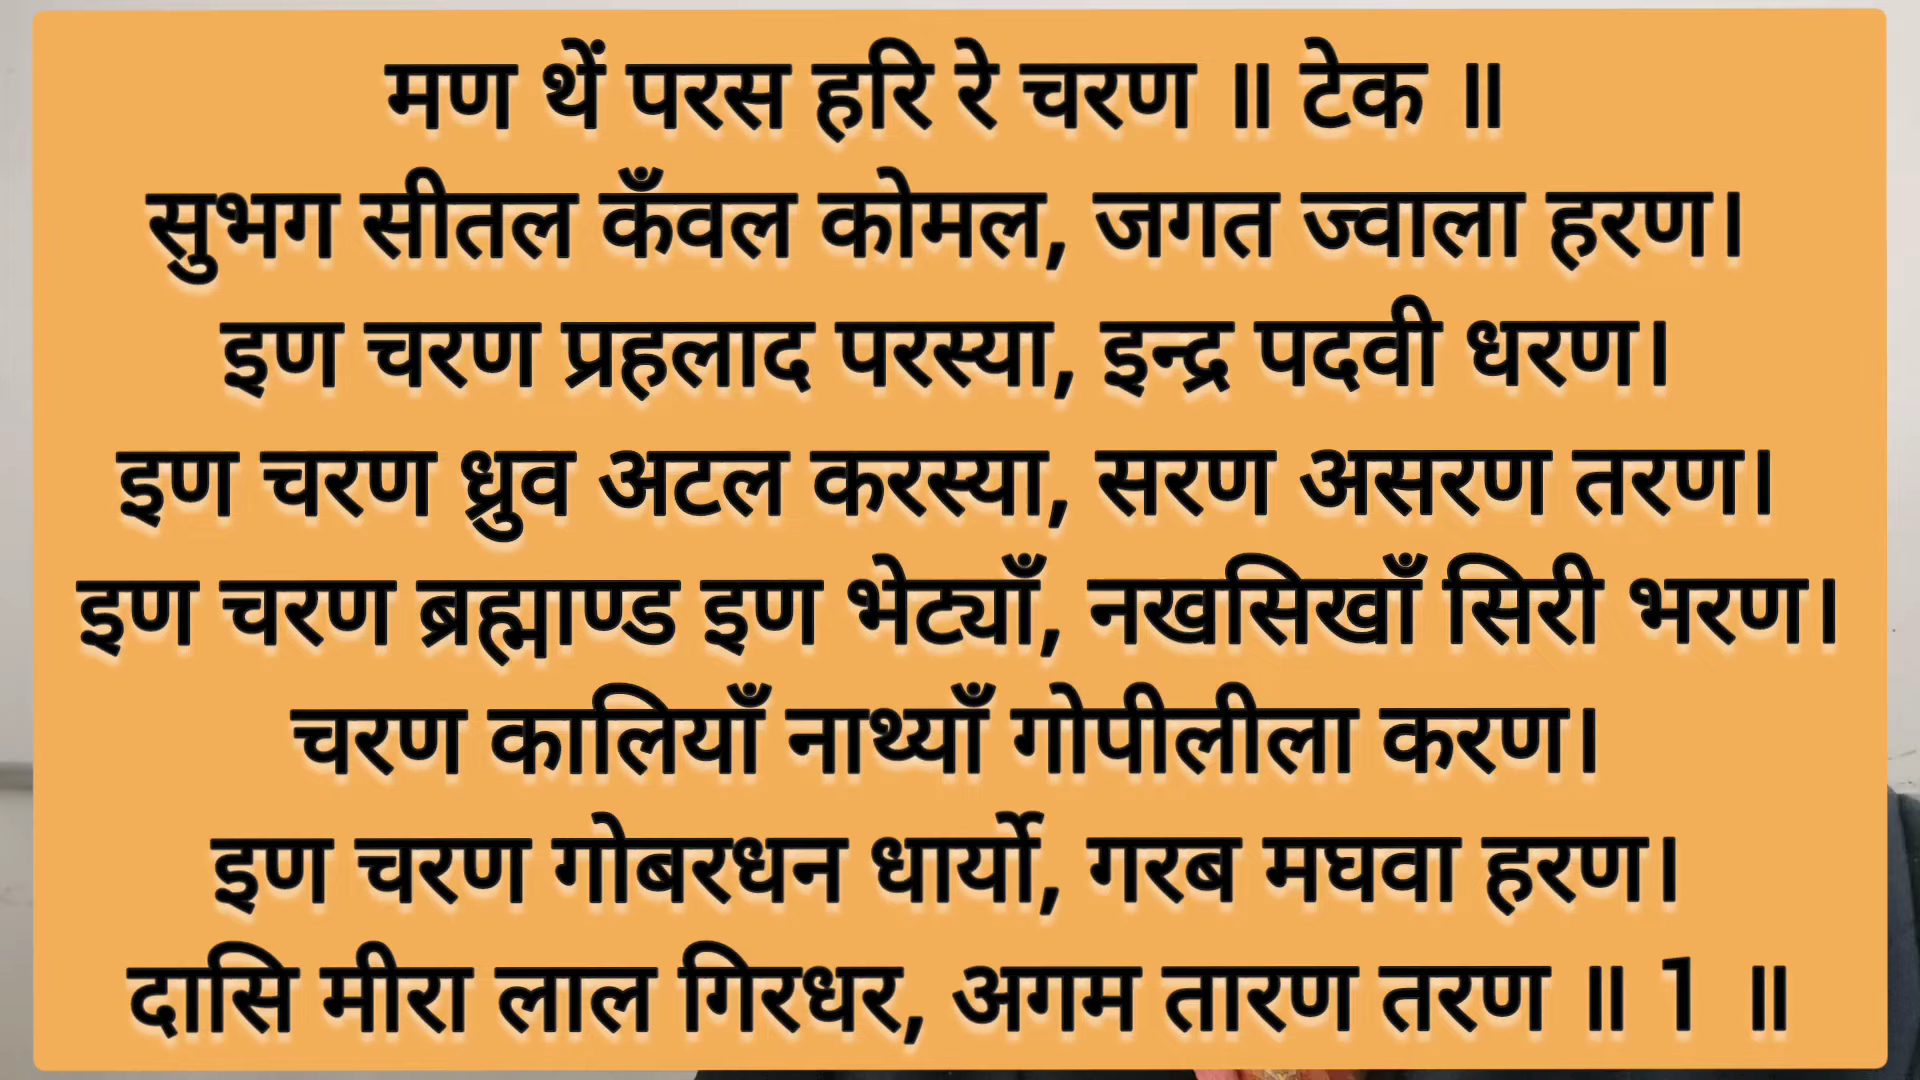 मण थें परस हरि रे चरण ॥ टेक ॥
सुभग सीतल कँवल कोमल, जगत ज्वाला हरण।
इण चरण प्रहलाद परस्या, इन्द्र पदवी धरण।
इण चरण ध्रुव अटल करस्या, सरण असरण तरण।
इण चरण ब्रह्माण्ड इण भेट्याँ, नखसिखाँ सिरी भरण।
चरण कालियाँ नाथ्याँ गोपीलीला करण।
इण चरण गोबरधन धार्यो, गरब मघवा हरण।
दासि मीरा लाल गिरधर, अगम तारण तरण ॥ 1 ॥